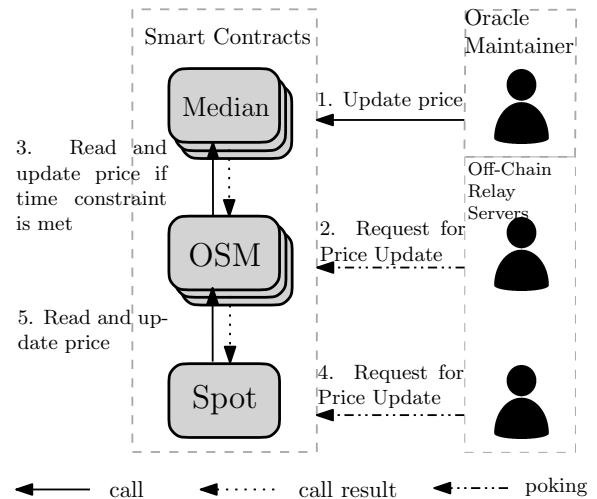 Smart Contracts
Oracle
Maintainer
Median
1. Update price
3. Read and
update price if
time constraint
is met
Off-Chain
Relay
Servers
OSM
2. Request for
Price Update
5. Read and up-
date price
Spot
4. Request for
Price Update
call
call result
poking